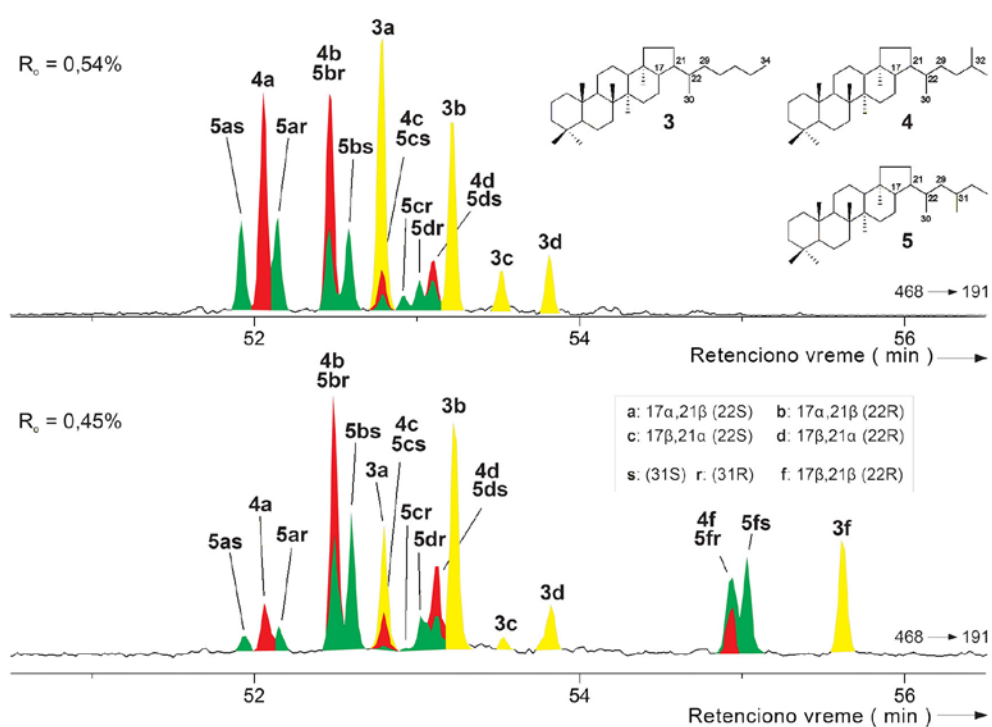 Rₒ = 0,54%
5as
4a
5ar
4b
5br
5bs
3a
4c
5cs
5cr
5dr
3b
4d
5ds
3c
3d
17
21
22
29
30
34
3
17
21
22
29
30
32
4
17
21
22
29
30
31
5
468 → 191
52
54
56
Retenciono vreme ( min )
Rₒ = 0,45%
5as
4a
5ar
4b
5br
5bs
3a
4c
5cs
5cr
5dr
3b
4d
5ds
3c
3d
a: 17α,21β (22S) b: 17α,21β (22R)
c: 17β,21α (22S) d: 17β,21α (22R)
s: (31S) r: (31R) f: 17β,21β (22R)
4f
5fr
5fs
3f
468 → 191
52
54
56
Retenciono vreme ( min )